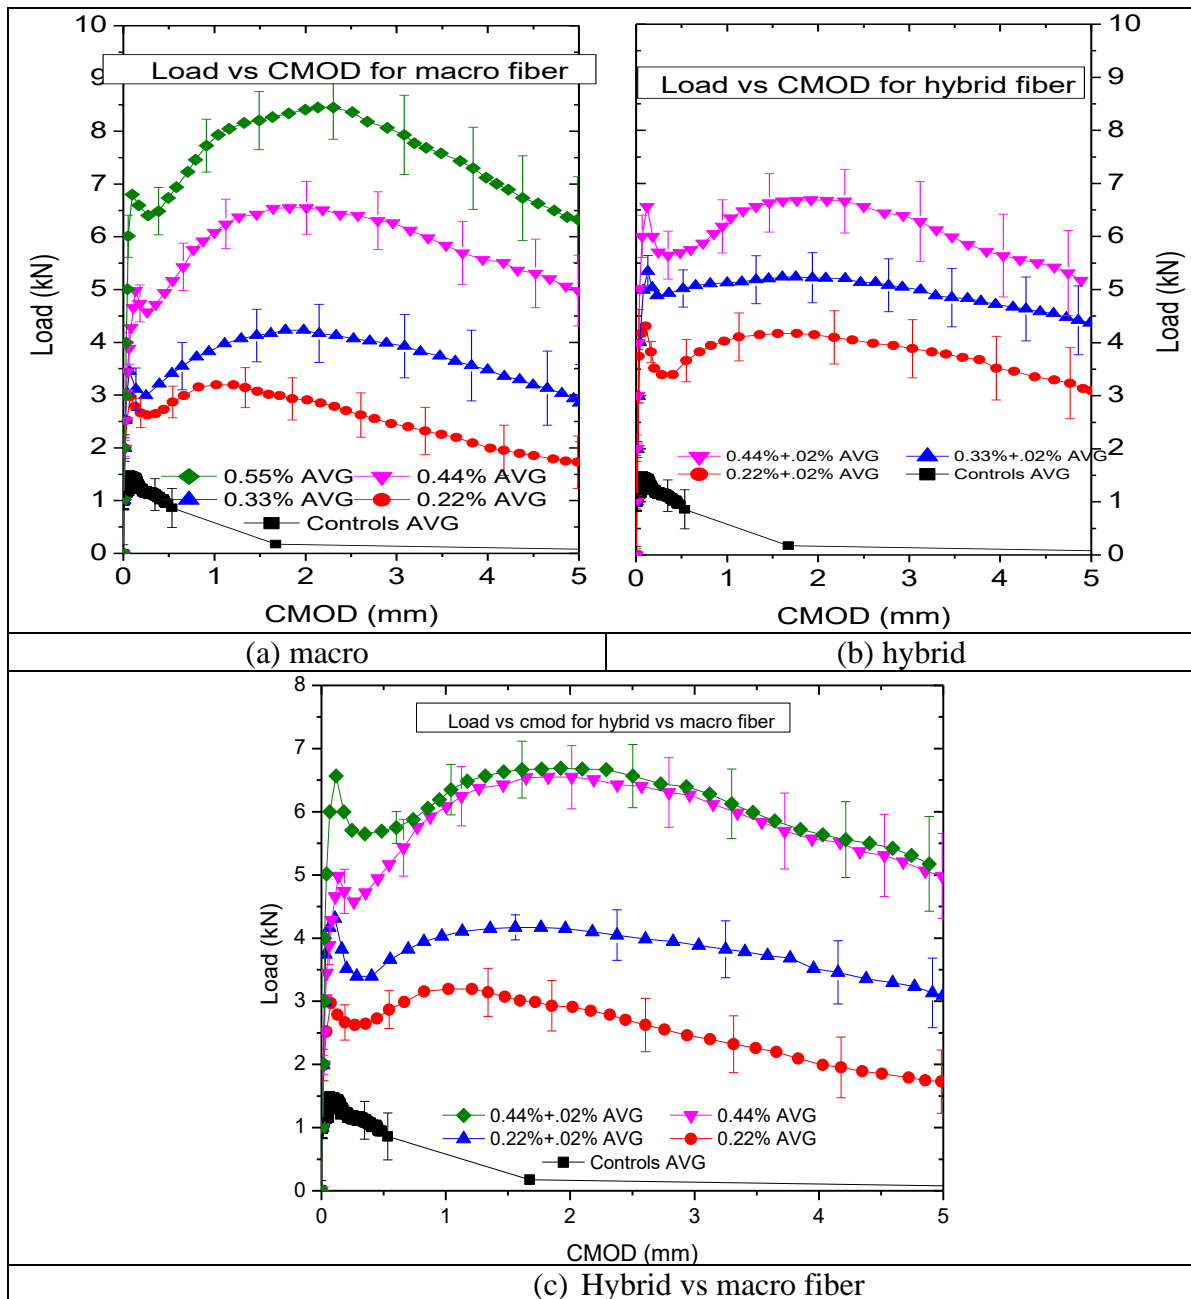 Load vs CMOD for macro fiber
10
9
8
7
6
5
4
3
2
1
0
Load (kN)
0.55% AVG 0.44% AVG
0.33% AVG 0.22% AVG
Controls AVG
0 1 2 3 4 5
CMOD (mm)
Load vs CMOD for hybrid fiber
10
9
8
7
6
5
4
3
2
1
0
Load (kN)
0.44%+.02% AVG 0.33%+.02% AVG
0.22%+.02% AVG Controls AVG
0 1 2 3 4 5
CMOD (mm)
(a) macro
(b) hybrid
Load vs cmod for hybrid vs macro fiber
8
7
6
5
4
3
2
1
0
Load (kN)
0.44%+.02% AVG 0.44% AVG
0.22%+.02% AVG 0.22% AVG
Controls AVG
0 1 2 3 4 5
CMOD (mm)
(c) Hybrid vs macro fiber